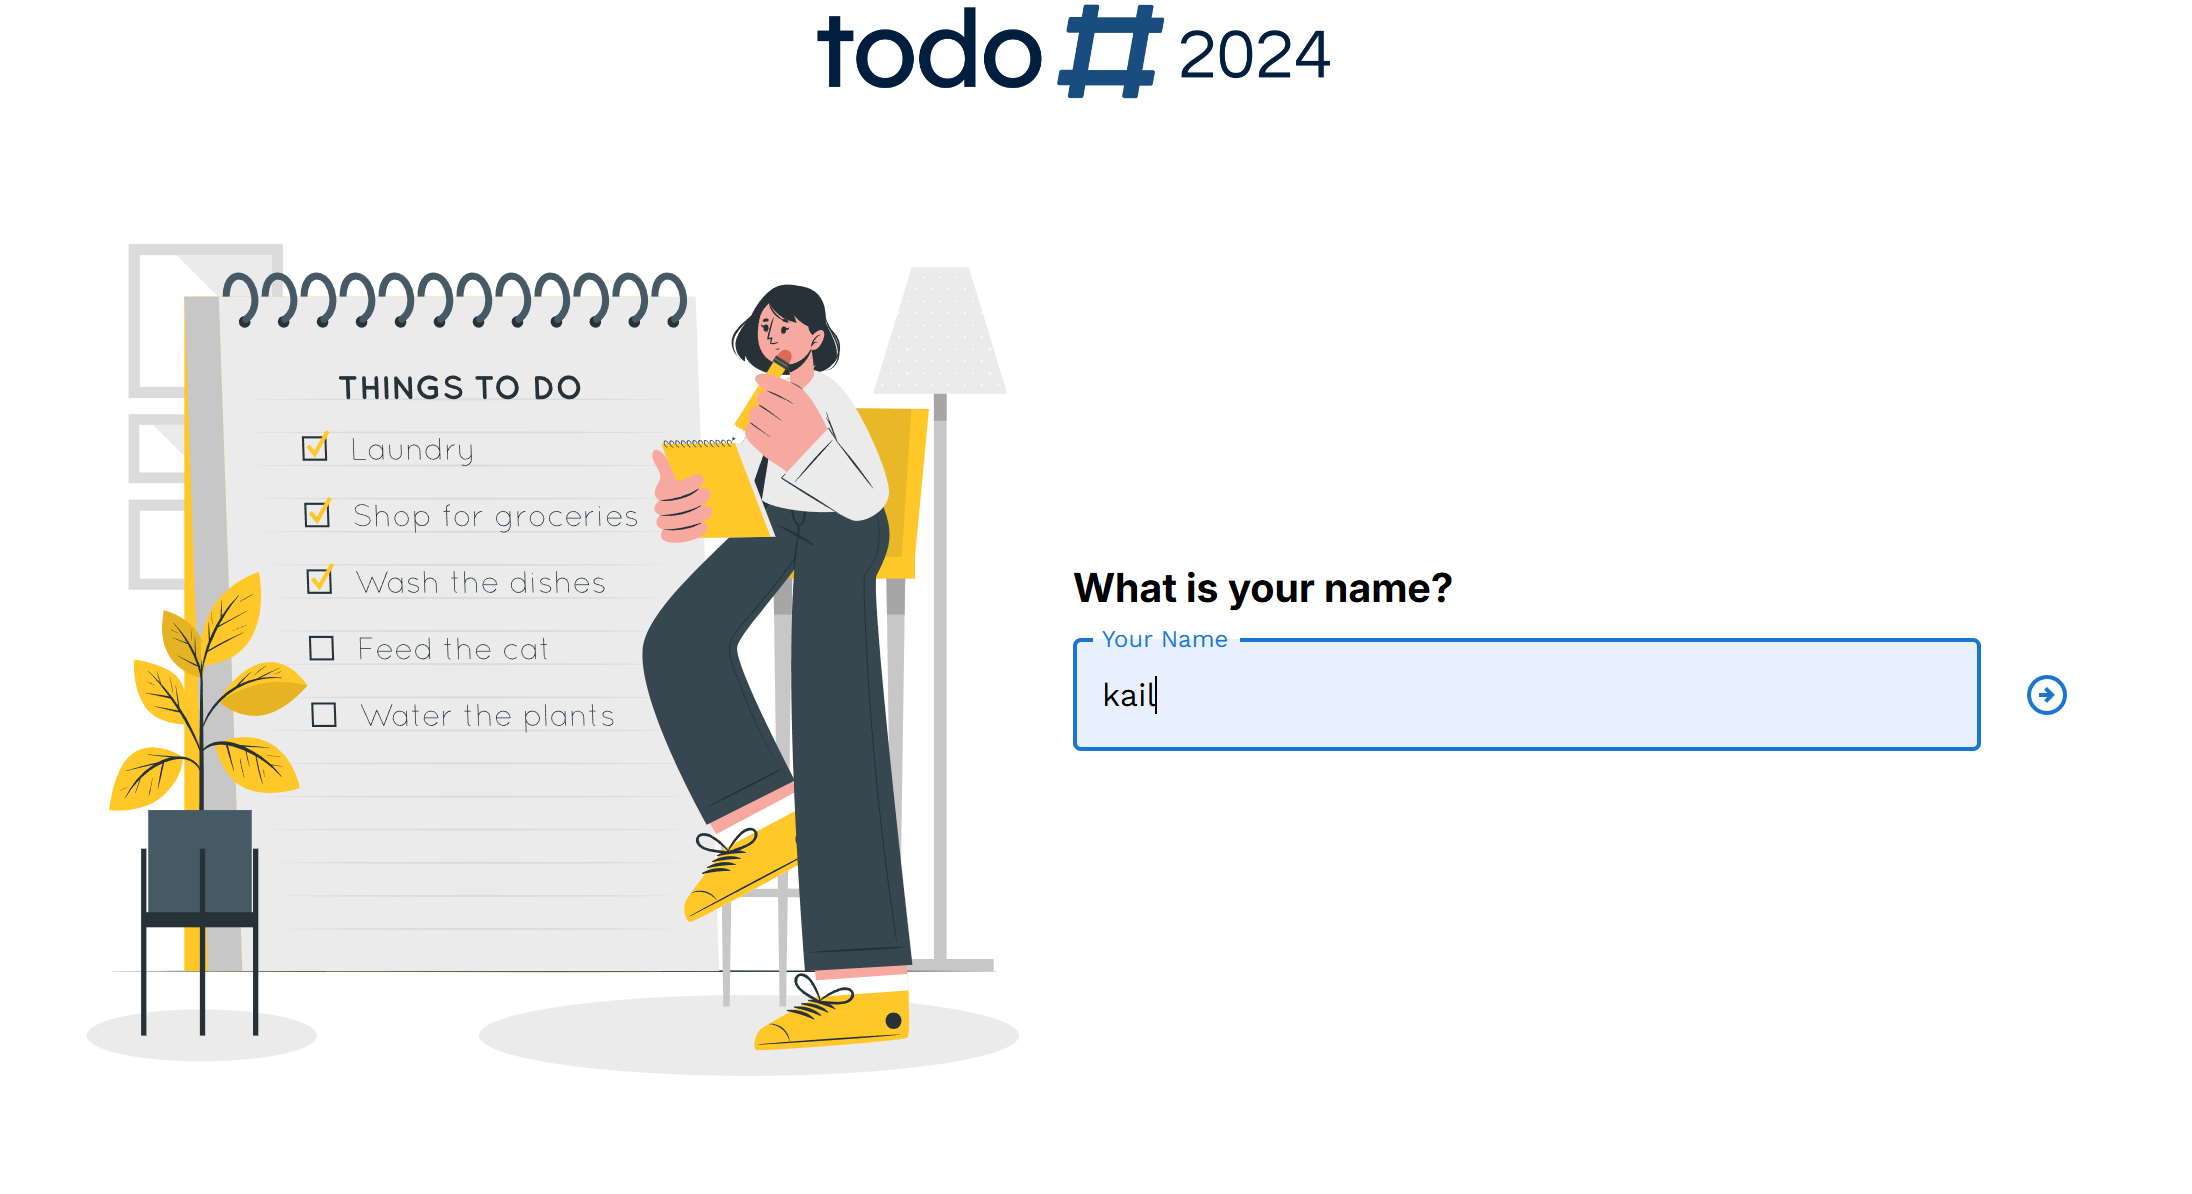 todo # 2024
THINGS TO DO
Laundry
Shop for groceries
Wash the dishes
Feed the cat
Water the plants
What is your name?
Your Name
kail